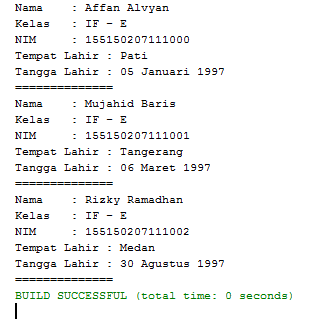 Nama    : Affan Alvyan
Kelas   : IF - E
NIM     : 155150207111000
Tempat Lahir : Pati
Tangga Lahir : 05 Januari 1997
==============
Nama    : Mujahid Baris
Kelas   : IF - E
NIM     : 155150207111001
Tempat Lahir : Tangerang
Tangga Lahir : 06 Maret 1997
==============
Nama    : Rizky Ramadhan
Kelas   : IF - E
NIM     : 155150207111002
Tempat Lahir : Medan
Tangga Lahir : 30 Agustus 1997
==============
BUILD SUCCESSFUL (total time: 0 seconds)